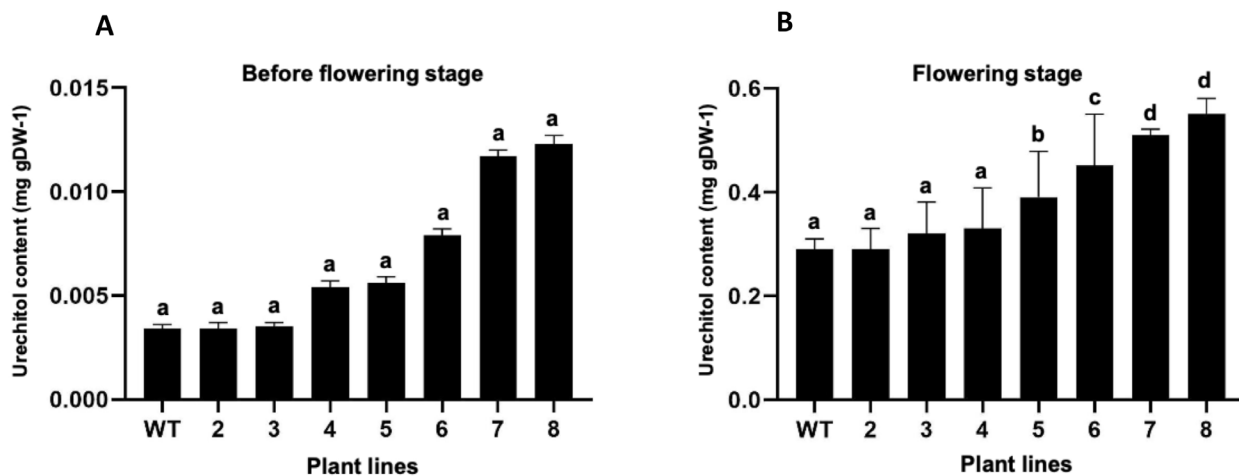 A
Before flowering stage
Urechitol content (mg gDW-1)
0.015
0.010
0.005
0.000
a a a a a a a a
WT 2 3 4 5 6 7 8
Plant lines
B
Flowering stage
Urechitol content (mg gDW-1)
0.6
0.4
0.2
0.0
a a a a b c d d
WT 2 3 4 5 6 7 8
Plant lines